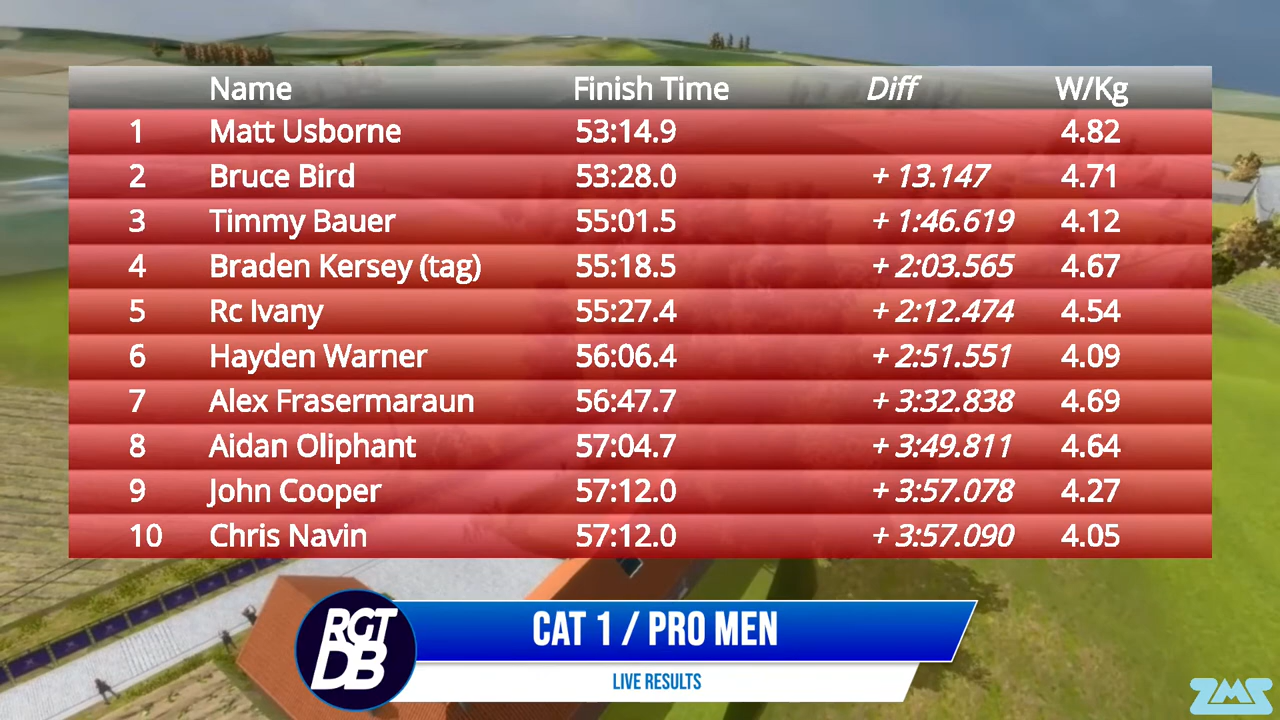 Name Finish Time Diff W/Kg
1 Matt Usborne 53:14.9 4.82
2 Bruce Bird 53:28.0 + 13.147 4.71
3 Timmy Bauer 55:01.5 + 1:46.619 4.12
4 Braden Kersey (tag) 55:18.5 + 2:03.565 4.67
5 Rc Ivany 55:27.4 + 2:12.474 4.54
6 Hayden Warner 56:06.4 + 2:51.551 4.09
7 Alex Frasermaraun 56:47.7 + 3:32.838 4.69
8 Aidan Oliphant 57:04.7 + 3:49.811 4.64
9 John Cooper 57:12.0 + 3:57.078 4.27
10 Chris Navin 57:12.0 + 3:57.090 4.05
RGT
DB
CAT 1 / PRO MEN
LIVE RESULTS
ZMS